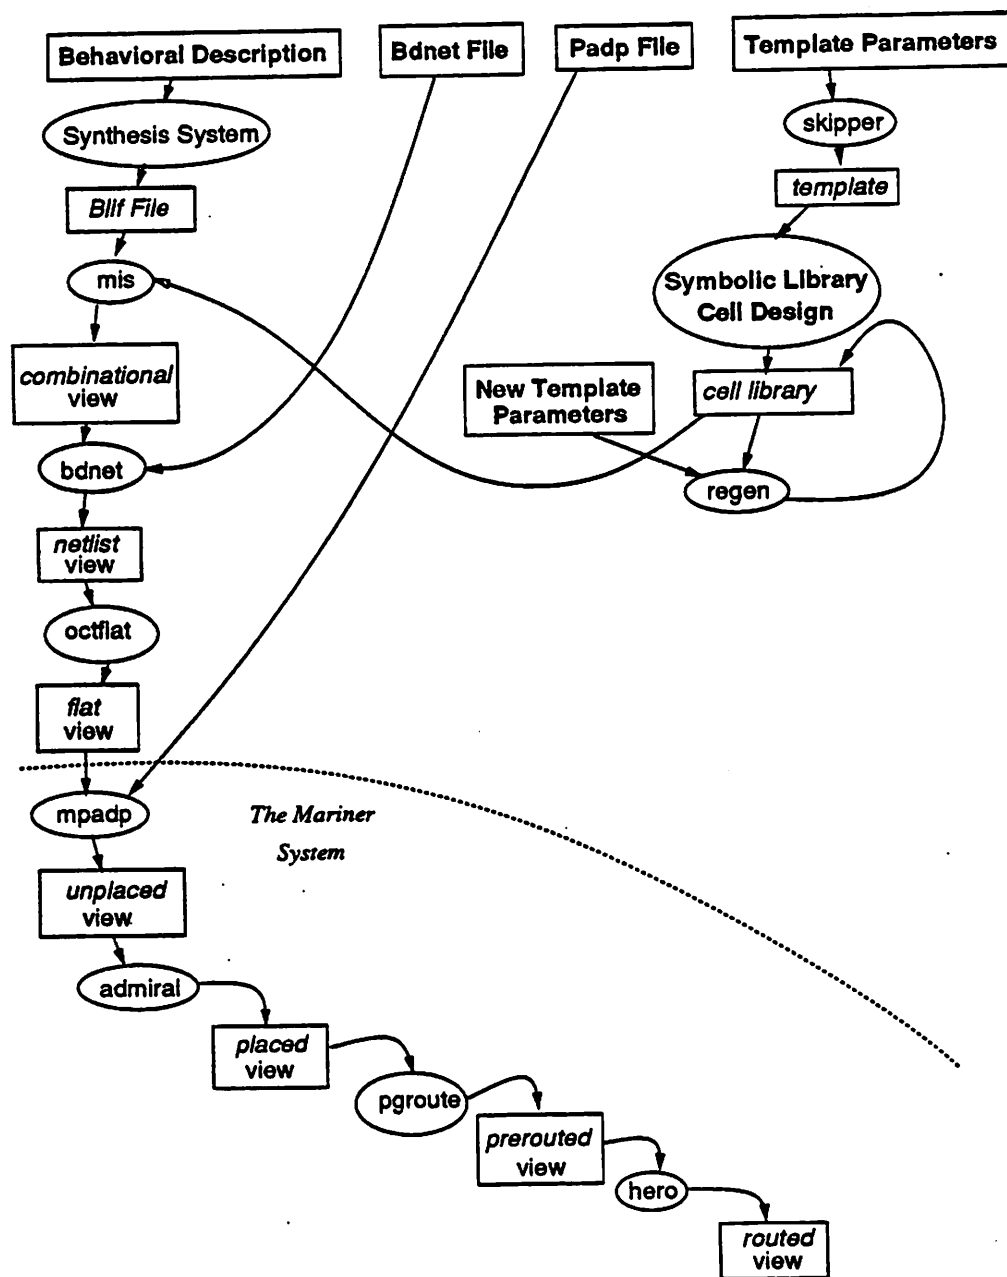 Behavioral Description
Bdnet File
Padp File
Template Parameters
Synthesis System
skipper
Blif File
template
mis
Symbolic Library
Cell Design
combinational
view
New Template
Parameters
cell library
bdnet
regen
netlist
view
octflat
flat
view
mpadp
The Mariner
System
unplaced
view
admiral
placed
view
pgroute
prerouted
view
hero
routed
view